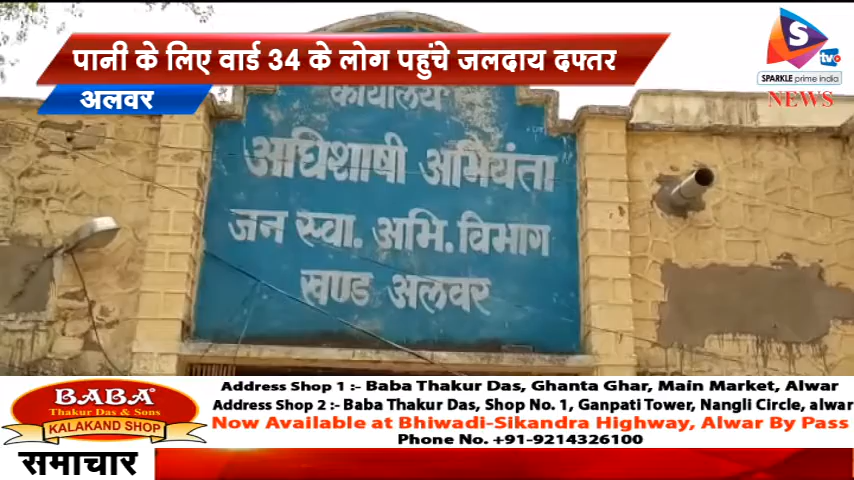 पानी के लिए वार्ड 34 के लोग पहुंचे जलदाय दफ्तर
अलवर
S
tv
SPARKLE prime India
NEWS
कार्यालय
अधिशाषी अभियंता
जन स्वा. अभि. विभाग
खण्ड अलवर
BABA
Thakur Das & Sons
KALAKAND SHOP
Address Shop 1 :- Baba Thakur Das, Ghanta Ghar, Main Market, Alwar
Address Shop 2 :- Baba Thakur Das, Shop No. 1, Ganpati Tower, Nangli Circle, alwar
Now Available at Bhiwadi-Sikandra Highway, Alwar By Pass
Phone No. +91-9214326100
समाचार